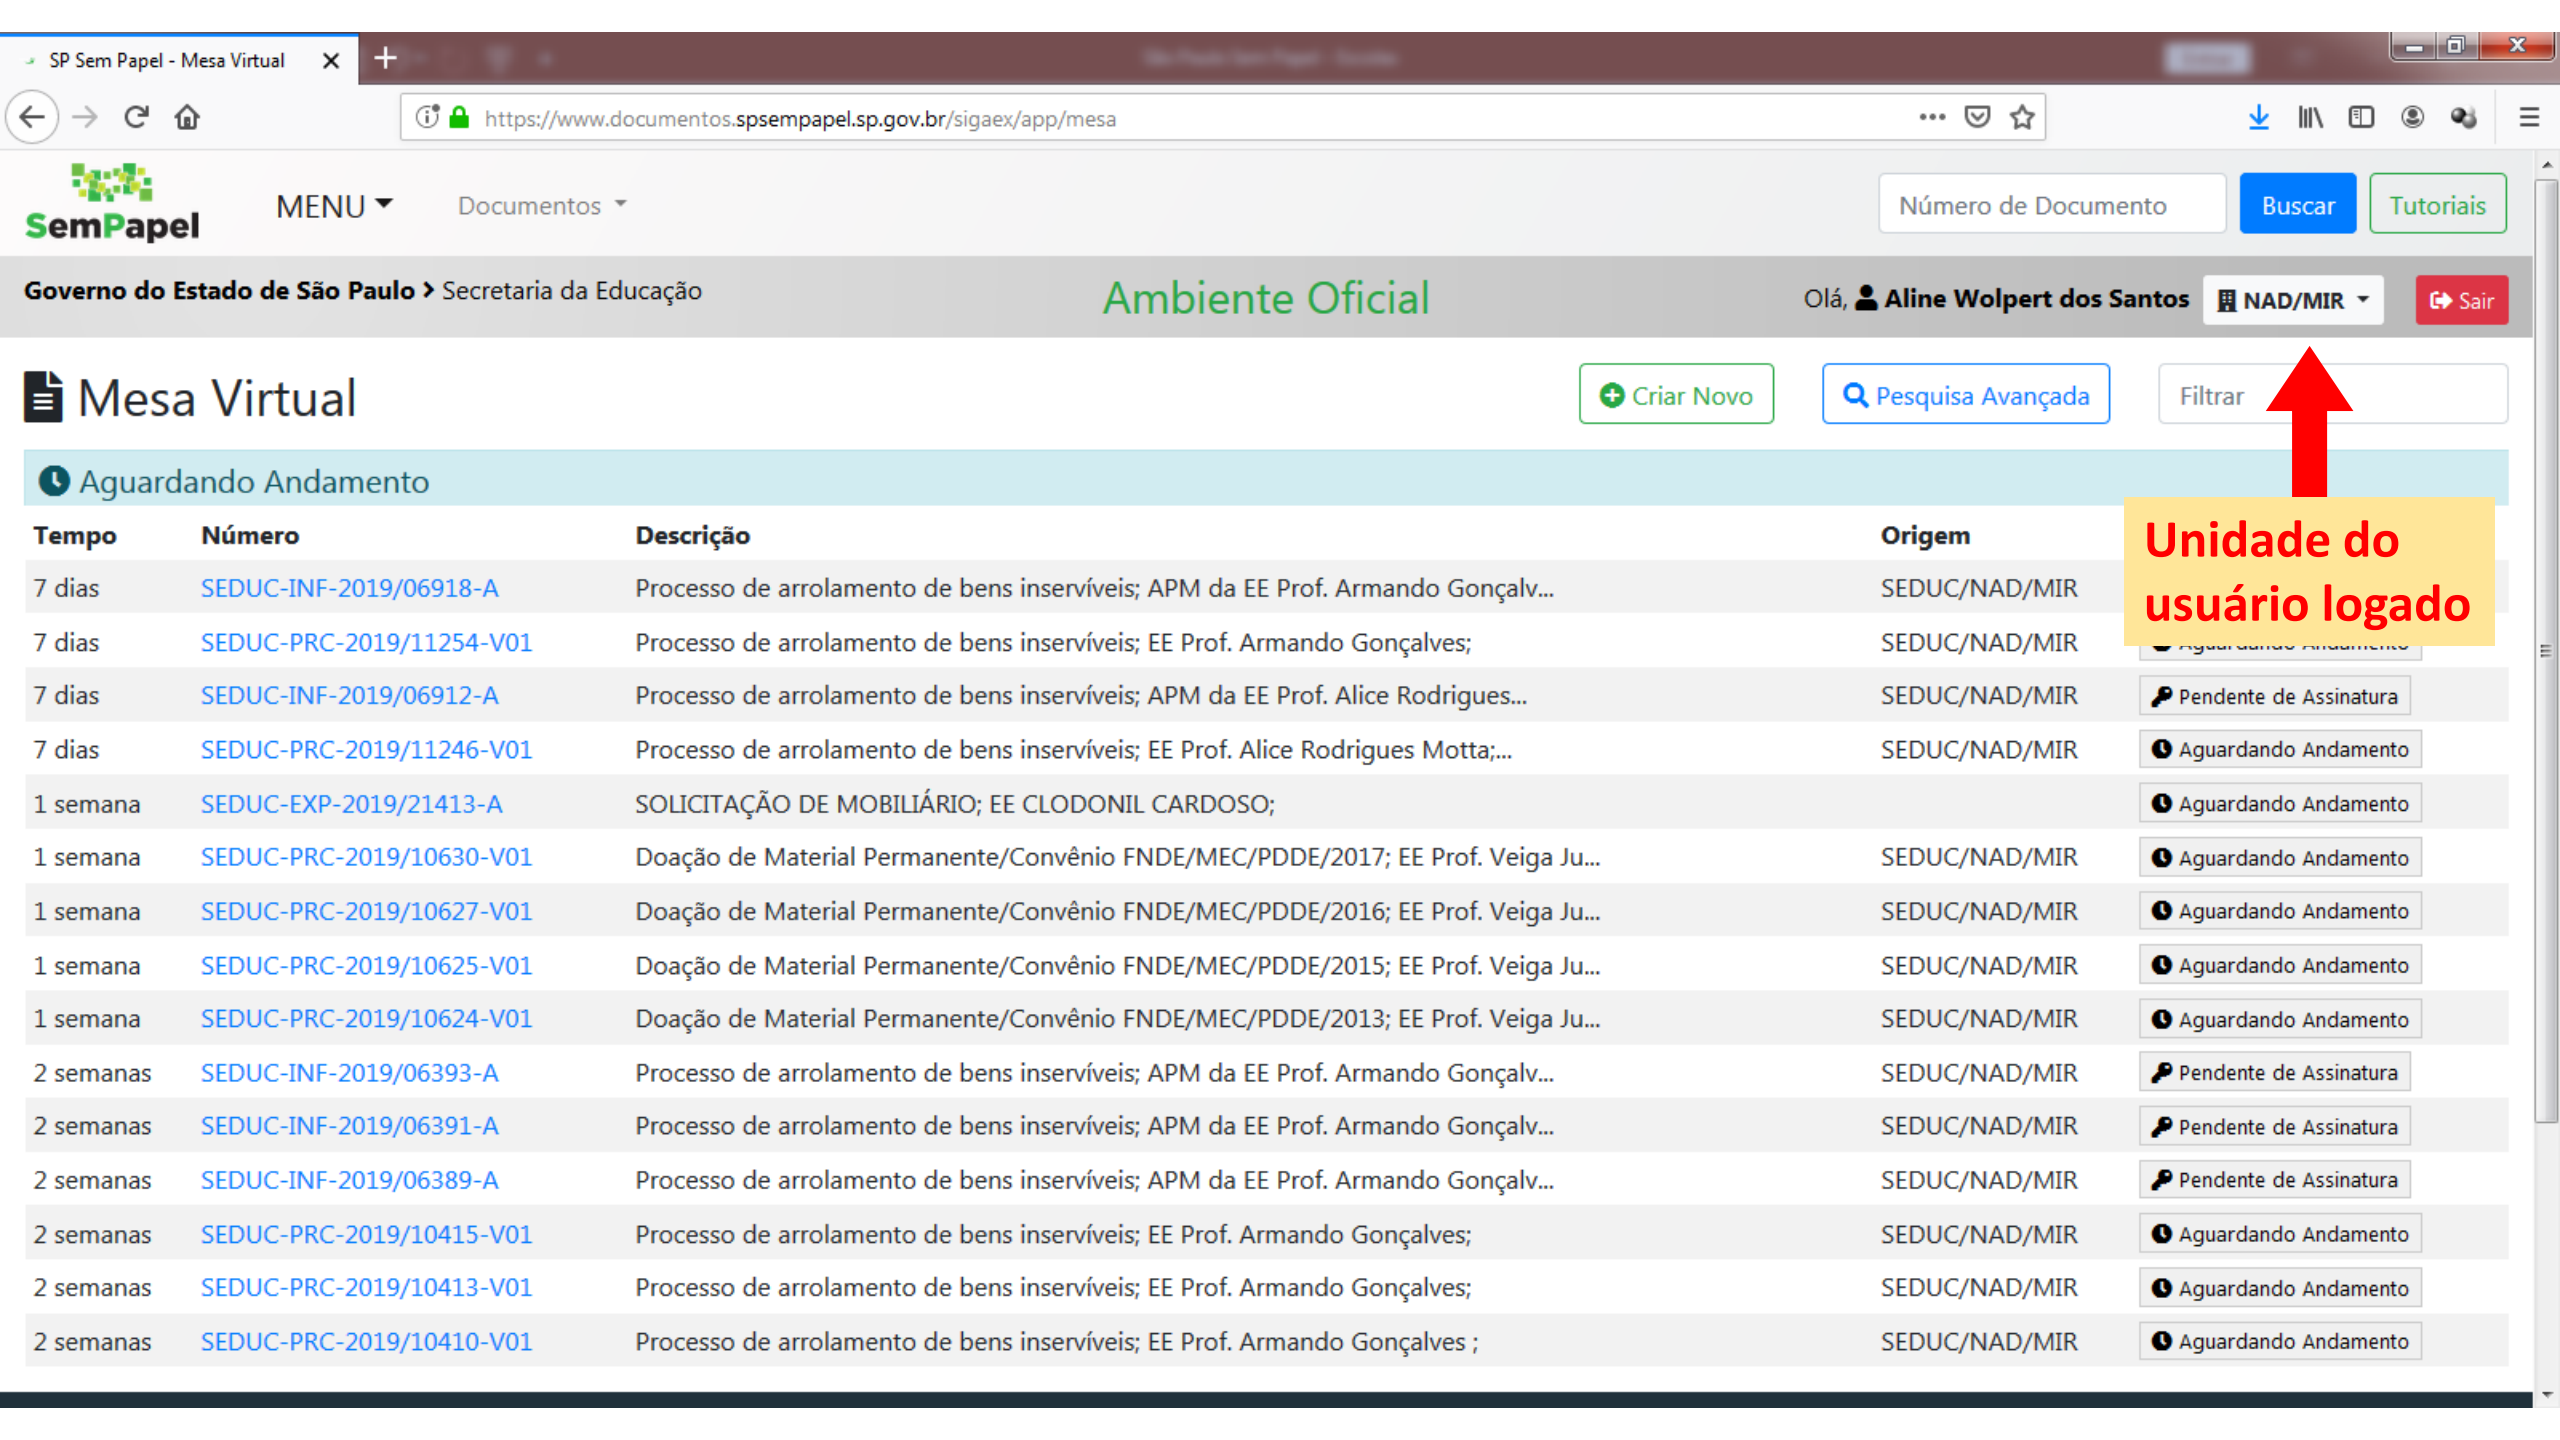 SP Sem Papel - Mesa Virtual
https://www.documentos.spsempapel.sp.gov.br/sigaex/app/mesa
SemPapel
MENU
Documentos
Número de Documento
Buscar
Tutoriais
Governo do Estado de São Paulo > Secretaria da Educação
Ambiente Oficial
Olá, Aline Wolpert dos Santos
NAD/MIR
Sair
Mesa Virtual
Criar Novo
Pesquisa Avançada
Filtrar
Aguardando Andamento
Unidade do
usuário logado
Tempo Número Descrição Origem
7 dias SEDUC-INF-2019/06918-A Processo de arrolamento de bens inservíveis; APM da EE Prof. Armando Gonçalv... SEDUC/NAD/MIR
7 dias SEDUC-PRC-2019/11254-V01 Processo de arrolamento de bens inservíveis; EE Prof. Armando Gonçalves; SEDUC/NAD/MIR
7 dias SEDUC-INF-2019/06912-A Processo de arrolamento de bens inservíveis; APM da EE Prof. Alice Rodrigues... SEDUC/NAD/MIR Pendente de Assinatura
7 dias SEDUC-PRC-2019/11246-V01 Processo de arrolamento de bens inservíveis; EE Prof. Alice Rodrigues Motta;... SEDUC/NAD/MIR Aguardando Andamento
1 semana SEDUC-EXP-2019/21413-A SOLICITAÇÃO DE MOBILIÁRIO; EE CLODONIL CARDOSO; Aguardando Andamento
1 semana SEDUC-PRC-2019/10630-V01 Doação de Material Permanente/Convênio FNDE/MEC/PDDE/2017; EE Prof. Veiga Ju... SEDUC/NAD/MIR Aguardando Andamento
1 semana SEDUC-PRC-2019/10627-V01 Doação de Material Permanente/Convênio FNDE/MEC/PDDE/2016; EE Prof. Veiga Ju... SEDUC/NAD/MIR Aguardando Andamento
1 semana SEDUC-PRC-2019/10625-V01 Doação de Material Permanente/Convênio FNDE/MEC/PDDE/2015; EE Prof. Veiga Ju... SEDUC/NAD/MIR Aguardando Andamento
1 semana SEDUC-PRC-2019/10624-V01 Doação de Material Permanente/Convênio FNDE/MEC/PDDE/2013; EE Prof. Veiga Ju... SEDUC/NAD/MIR Aguardando Andamento
2 semanas SEDUC-INF-2019/06393-A Processo de arrolamento de bens inservíveis; APM da EE Prof. Armando Gonçalv... SEDUC/NAD/MIR Pendente de Assinatura
2 semanas SEDUC-INF-2019/06391-A Processo de arrolamento de bens inservíveis; APM da EE Prof. Armando Gonçalv... SEDUC/NAD/MIR Pendente de Assinatura
2 semanas SEDUC-INF-2019/06389-A Processo de arrolamento de bens inservíveis; APM da EE Prof. Armando Gonçalv... SEDUC/NAD/MIR Pendente de Assinatura
2 semanas SEDUC-PRC-2019/10415-V01 Processo de arrolamento de bens inservíveis; EE Prof. Armando Gonçalves; SEDUC/NAD/MIR Aguardando Andamento
2 semanas SEDUC-PRC-2019/10413-V01 Processo de arrolamento de bens inservíveis; EE Prof. Armando Gonçalves; SEDUC/NAD/MIR Aguardando Andamento
2 semanas SEDUC-PRC-2019/10410-V01 Processo de arrolamento de bens inservíveis; EE Prof. Armando Gonçalves ; SEDUC/NAD/MIR Aguardando Andamento